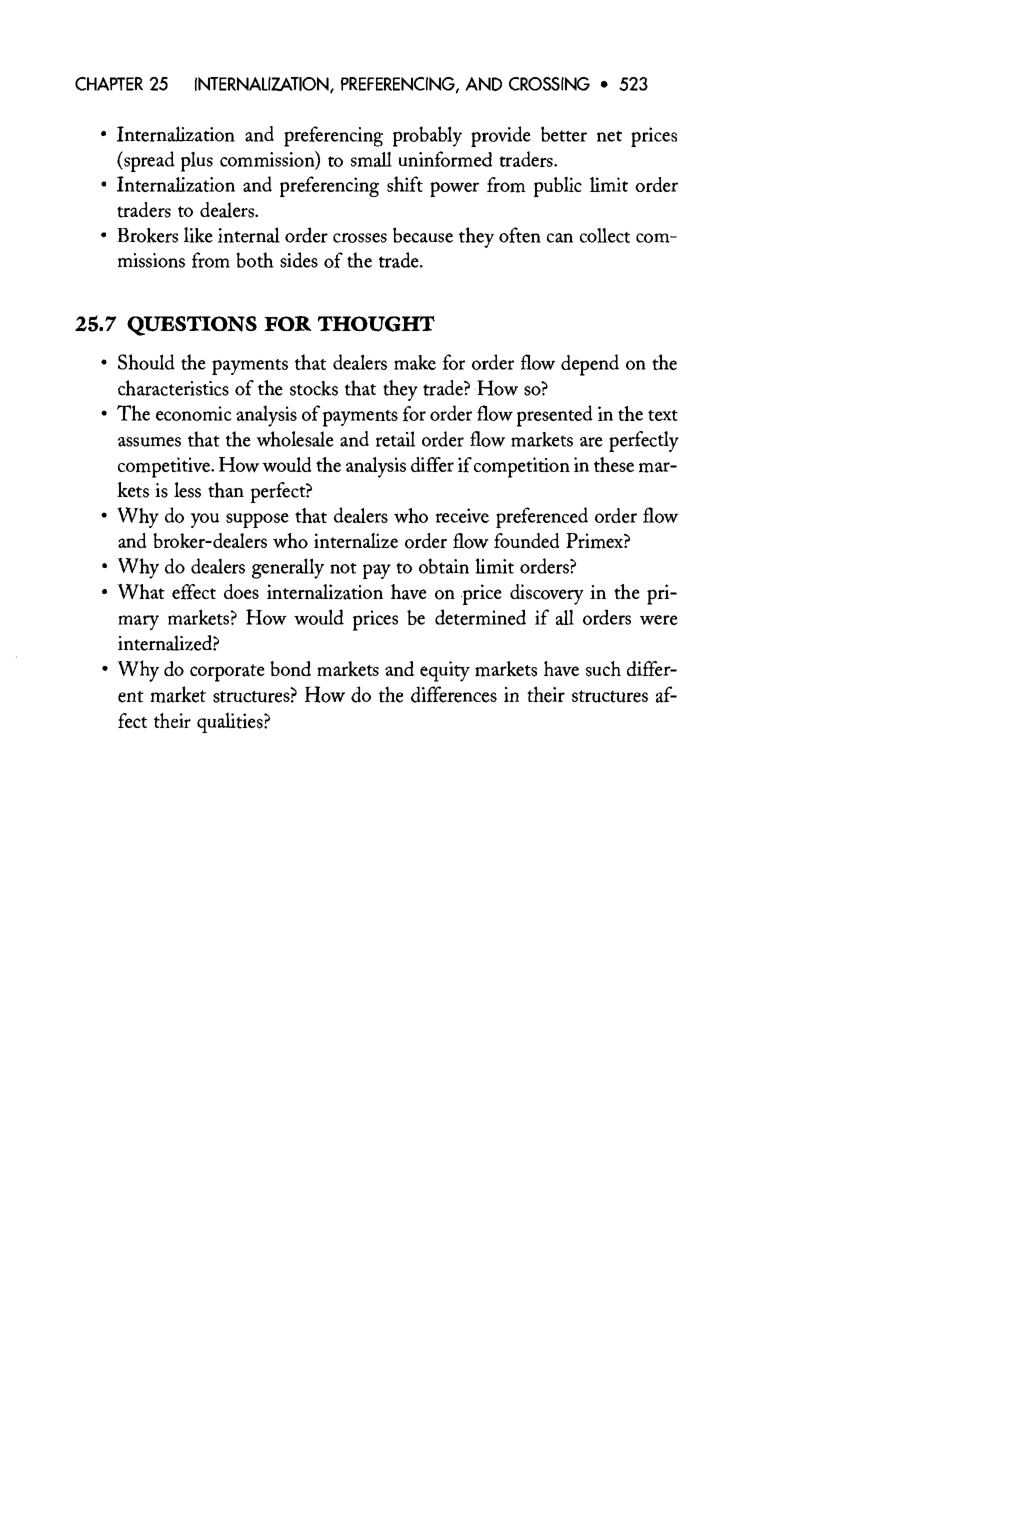 CHAPTER 25 INTERNALIZATION, PREFERENCING, AND CROSSING • 523
• Internalization and preferencing probably provide better net prices
(spread plus commission) to small uninformed traders.
• Internalization and preferencing shift power from public limit order
traders to dealers.
• Brokers like internal order crosses because they often can collect com-
missions from both sides of the trade.
25.7 QUESTIONS FOR THOUGHT
• Should the payments that dealers make for order flow depend on the
characteristics of the stocks that they trade? How so?
• The economic analysis of payments for order flow presented in the text
assumes that the wholesale and retail order flow markets are perfectly
competitive. How would the analysis differ if competition in these mar-
kets is less than perfect?
• Why do you suppose that dealers who receive preferenced order flow
and broker-dealers who internalize order flow founded Primex?
• Why do dealers generally not pay to obtain limit orders?
• What effect does internalization have on price discovery in the pri-
mary markets? How would prices be determined if all orders were
internalized?
• Why do corporate bond markets and equity markets have such differ-
ent market structures? How do the differences in their structures af-
fect their qualities?